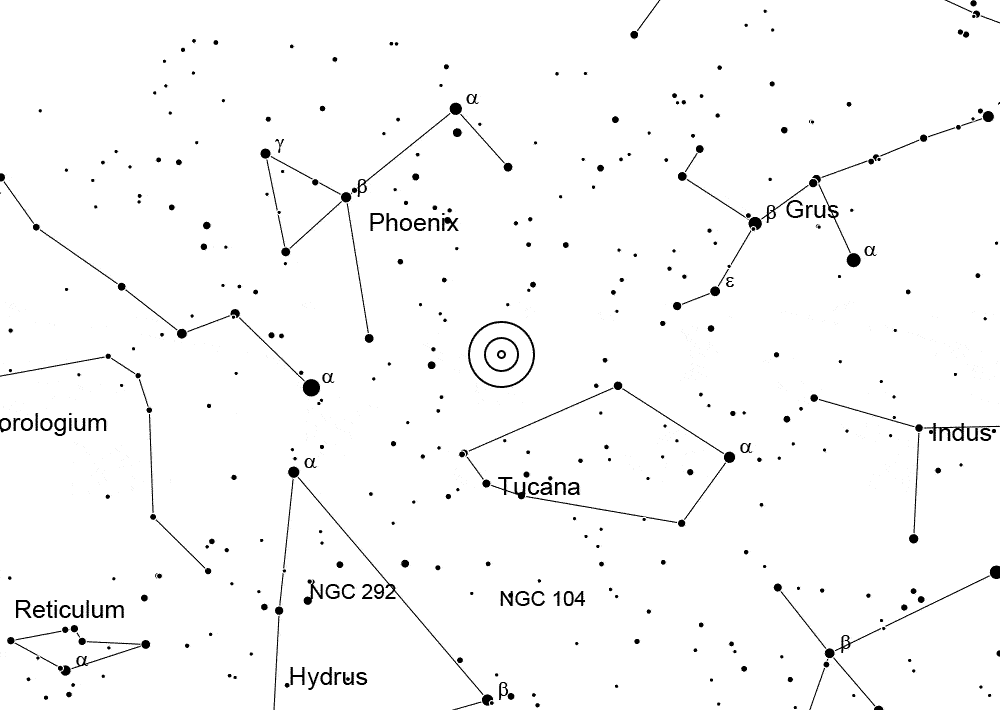 α
γ
β
Phoenix
β Grus
α
ε
α
orologium
α
Indus
α
Tucana
NGC 292
NGC 104
Reticulum
α
β
Hydrus
β